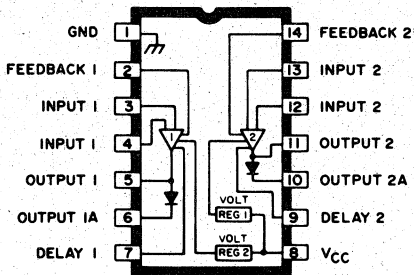 GND 1
14 FEEDBACK 2
FEEDBACK 1 2
13 INPUT 2
INPUT 1 3
12 INPUT 2
INPUT 1 4
1
2
11 OUTPUT 2
OUTPUT 1 5
10 OUTPUT 2A
VOLT
REG 1
OUTPUT 1A 6
9 DELAY 2
VOLT
REG 2
DELAY 1 7
8 VCC